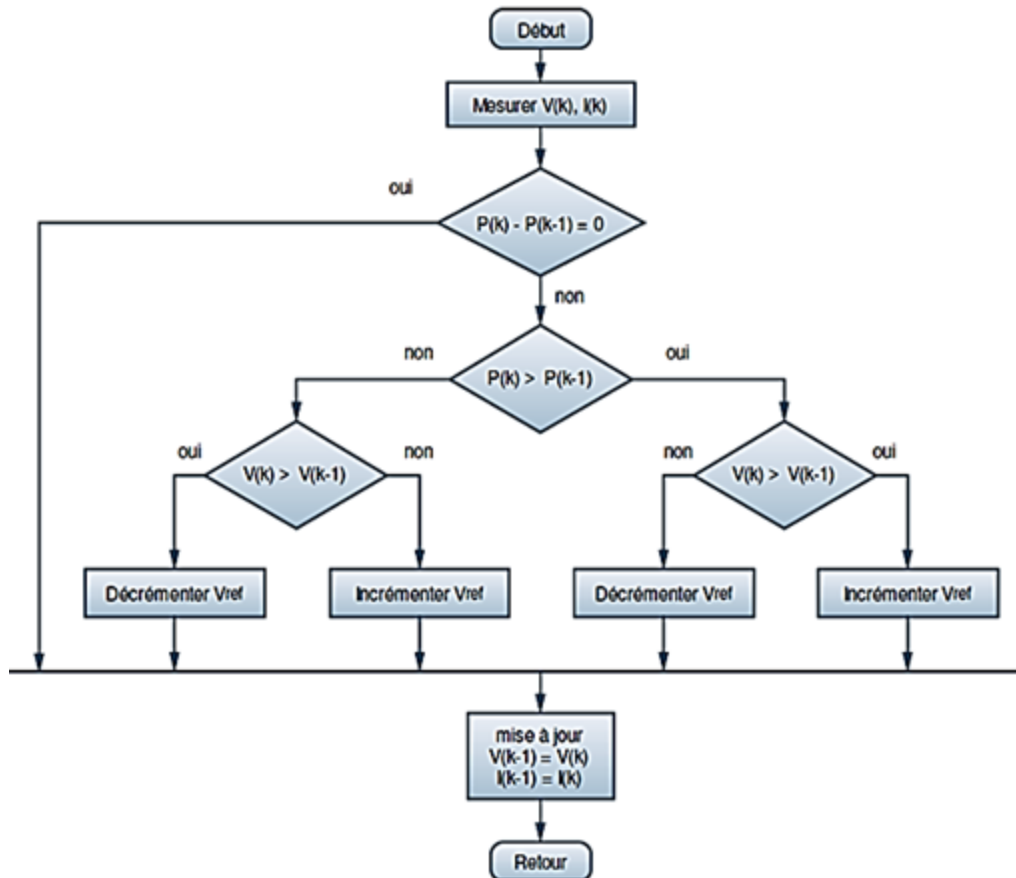 Début
Mesurer V(k), I(k)
oui
P(k) - P(k-1) = 0
non
non
oui
P(k) > P(k-1)
oui
non
non
oui
V(k) > V(k-1)
V(k) > V(k-1)
Décrémenter Vref
Incrémenter Vref
Décrémenter Vref
Incrémenter Vref
mise à jour
V(k-1) = V(k)
I(k-1) = I(k)
Retour